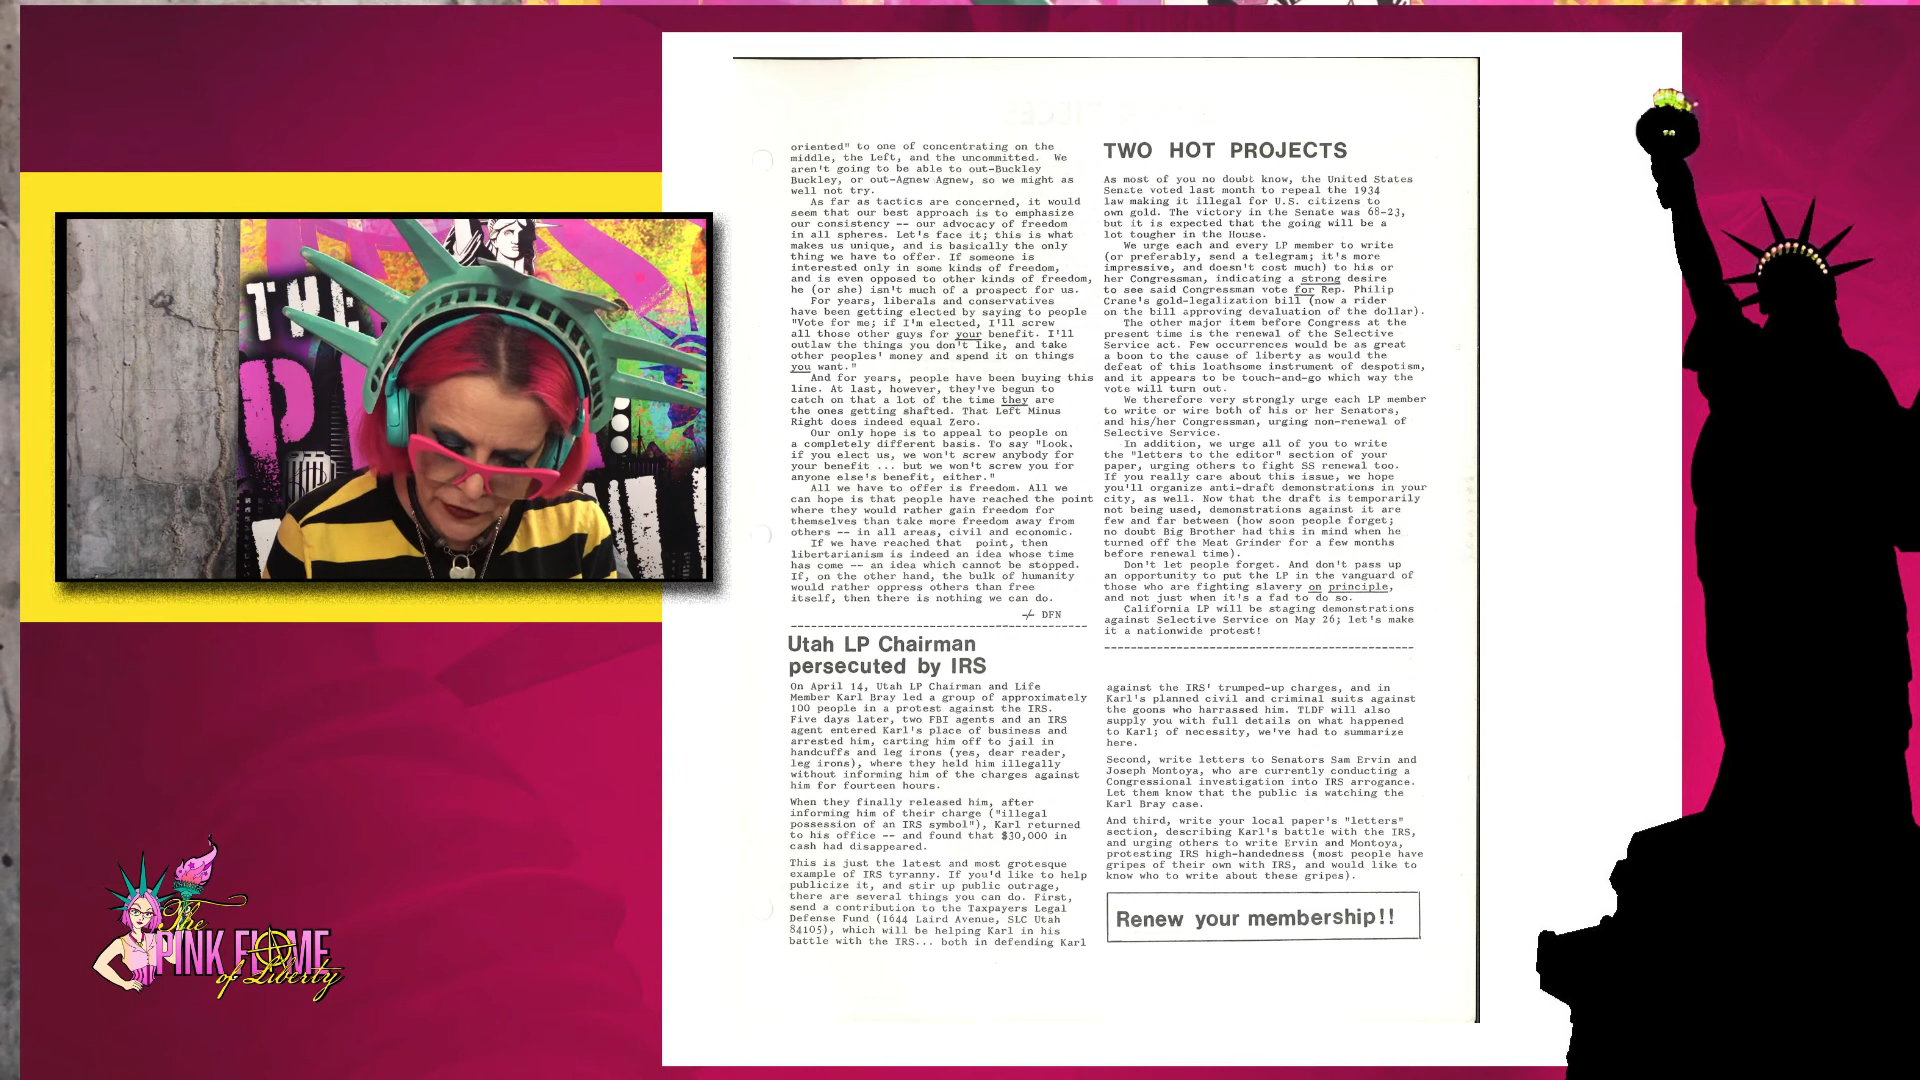 oriented" to one of concentrating on the
middle, the Left, and the uncommitted. We
aren't going to be able to out-Buckley
Buckley, or out-Agnew Agnew, so we might as
well not try.
As far as tactics are concerned, it would
seem that our best approach is to emphasize
our consistency -- our advocacy of freedom
in all spheres. Let's face it; this is what
makes us unique, and is basically the only
thing we have to offer. If someone is
interested only in some kinds of freedom,
and is even opposed to other kinds of freedom,
he (or she) isn't much of a prospect for us.
For years, liberals and conservatives
have been getting elected by saying to people
"Vote for me; if I'm elected, I'll screw
all those other guys for your benefit. I'll
outlaw the things you don't like, and take
other peoples' money and spend it on things
you want."
And for years, people have been buying this
line. At last, however, they've begun to
catch on that a lot of the time they are
the ones getting shafted. That Left Minus
Right does indeed equal Zero.
Our only hope is to appeal to people on
a completely different basis. To say "Look,
if you elect us, we won't screw anybody for
your benefit ... but we won't screw you for
anyone else's benefit, either."
All we have to offer is freedom. All we
can hope is that people have reached the point
where they would rather gain freedom for
themselves than take more freedom away from
others -- in all areas, civil and economic.
If we have reached that point, then
libertarianism is indeed an idea whose time
has come -- an idea which cannot be stopped.
If, on the other hand, the bulk of humanity
would rather oppress others than free
itself, then there is nothing we can do.
DFN
Utah LP Chairman
persecuted by IRS
On April 14, Utah LP Chairman and Life
Member Karl Bray led a group of approximately
100 people in a protest against the IRS.
Five days later, two FBI agents and an IRS
agent entered Karl's place of business and
arrested him, carting him off to jail in
handcuffs and leg irons (yes, dear reader,
leg irons), where they held him illegally
without informing him of the charges against
him for fourteen hours.
When they finally released him, after
informing him of their charge ("illegal
possession of an IRS symbol"), Karl returned
to his office -- and found that $30,000 in
cash had disappeared.
This is just the latest and most grotesque
example of IRS tyranny. If you'd like to help
publicize it, and stir up public outrage,
there are several things you can do. First,
send a contribution to the Taxpayers Legal
Defense Fund (1644 Laird Avenue, SLC Utah
84105), which will be helping Karl in his
battle with the IRS... both in defending Karl
TWO HOT PROJECTS
As most of you no doubt know, the United States
Senate voted last month to repeal the 1934
law making it illegal for U.S. citizens to
own gold. The victory in the Senate was 68-23,
but it is expected that the going will be a
lot tougher in the House.
We urge each and every LP member to write
(or preferably, send a telegram; it's more
impressive, and doesn't cost much) to his or
her Congressman, indicating a strong desire
to see said Congressman vote for Rep. Philip
Crane's gold-legalization bill (now a rider
on the bill approving devaluation of the dollar).
The other major item before Congress at the
present time is the renewal of the Selective
Service act. Few occurrences would be as great
a boon to the cause of liberty as would the
defeat of this loathsome instrument of despotism,
and it appears to be touch-and-go which way the
vote will turn out.
We therefore very strongly urge each LP member
to write or wire both of his or her Senators,
and his/her Congressman, urging non-renewal of
Selective Service.
In addition, we urge all of you to write
the "letters to the editor" section of your
paper, urging others to fight SS renewal too.
If you really care about this issue, we hope
you'll organize anti-draft demonstrations in your
city, as well. Now that the draft is temporarily
not being used, demonstrations against it are
few and far between (how soon people forget;
no doubt Big Brother had this in mind when he
turned off the Meat Grinder for a few months
before renewal time).
Don't let people forget. And don't pass up
an opportunity to put the LP in the vanguard of
those who are fighting slavery on principle,
and not just when it's a fad to do so.
California LP will be staging demonstrations
against Selective Service on May 26; let's make
it a nationwide protest!
against the IRS' trumped-up charges, and in
Karl's planned civil and criminal suits against
the goons who harrassed him. TLDF will also
supply you with full details on what happened
to Karl; of necessity, we've had to summarize
here.
Second, write letters to Senators Sam Ervin and
Joseph Montoya, who are currently conducting a
Congressional investigation into IRS arrogance.
Let them know that the public is watching the
Karl Bray case.
And third, write your local paper's "letters"
section, describing Karl's battle with the IRS,
and urging others to write Ervin and Montoya,
protesting IRS high-handedness (most people have
gripes of their own with IRS, and would like to
know who to write about these gripes).
Renew your membership!!
THE
The
PINK FLAME
of Liberty